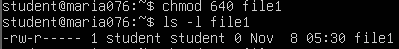 student@maria076:~$ chmod 640 file1
student@maria076:~$ ls -l file1
-rw-r----- 1 student student 0 Nov  8 05:30 file1